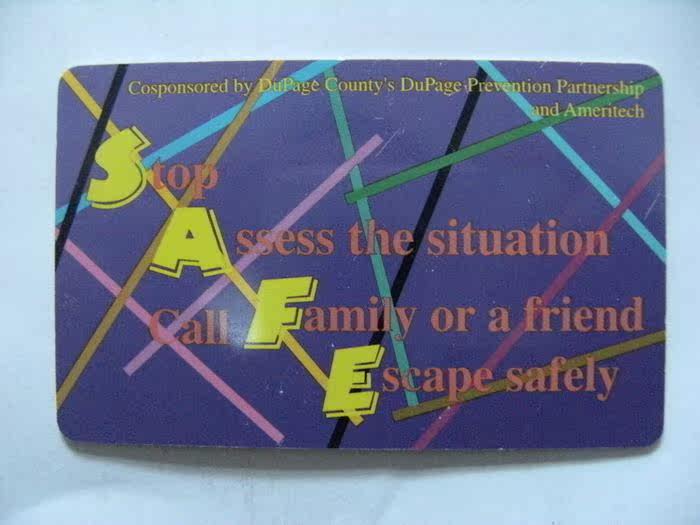 Cosponsored by DuPage County's DuPage Prevention Partnership
and Ameritech
Stop
Assess the situation
Call Family or a friend
Escape safely